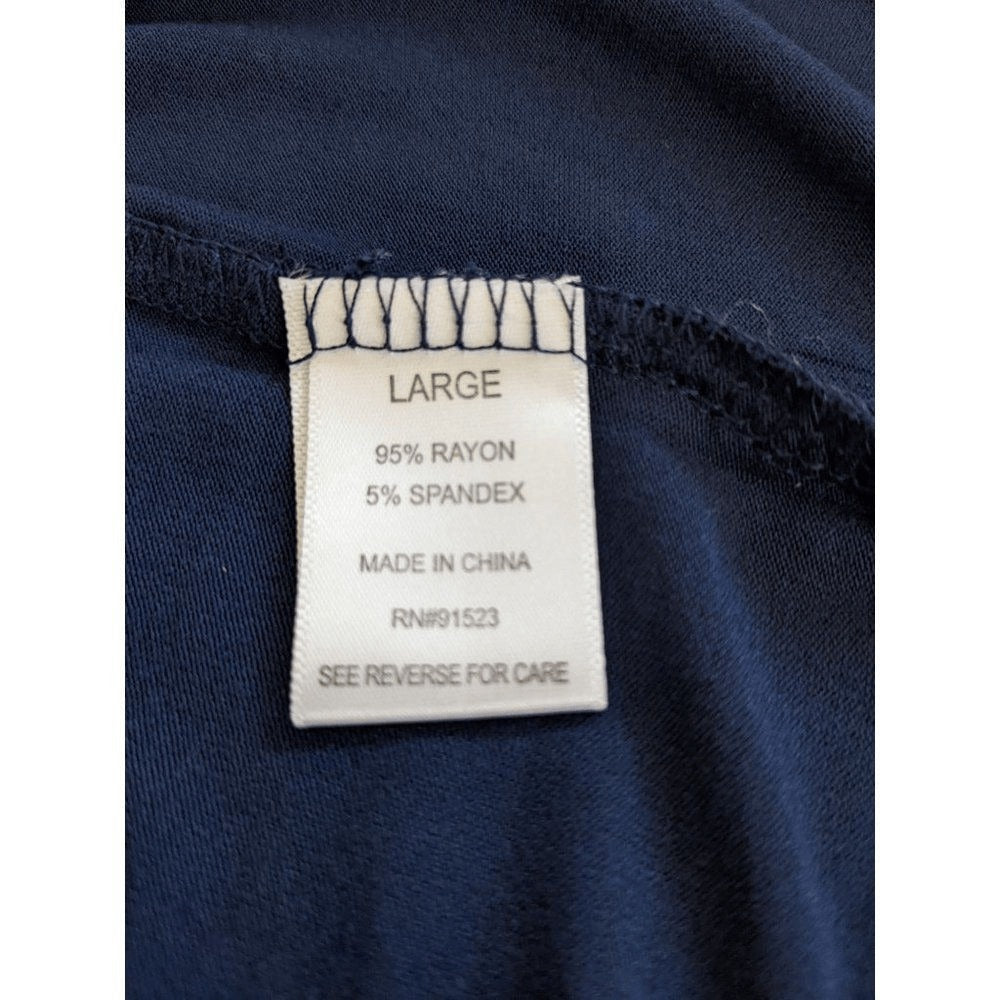 LARGE
95% RAYON
5% SPANDEX
MADE IN CHINA
RN#91523
SEE REVERSE FOR CARE